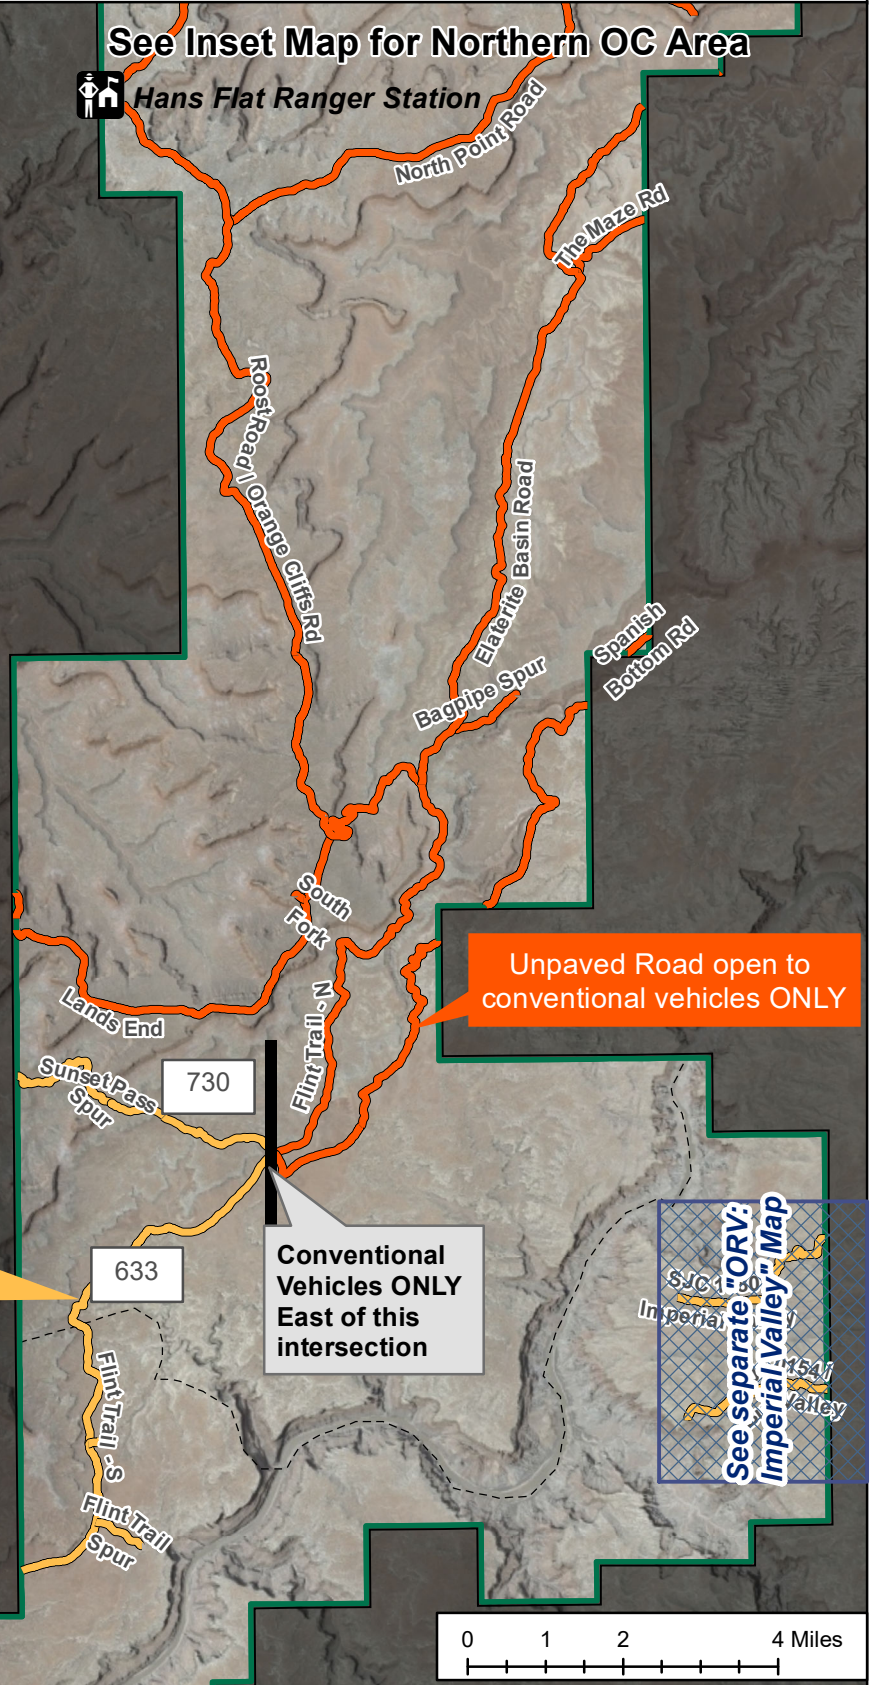 See Inset Map for Northern OC Area
Hans Flat Ranger Station
North Point Road
The Maze Rd
Roost Road / Orange Cliffs Rd
Elaterite Basin Road
Spanish
Bottom Rd
Bagpipe Spur
South
Fork
Unpaved Road open to
conventional vehicles ONLY
Lands End
Flint Trail - N
Sunset Pass
Spur
730
633
Conventional
Vehicles ONLY
East of this
intersection
See separate "ORV:
Imperial Valley" Map
SJC
Valley
Flint Trail - S
Flint Trail
Spur
0 1 2 4 Miles